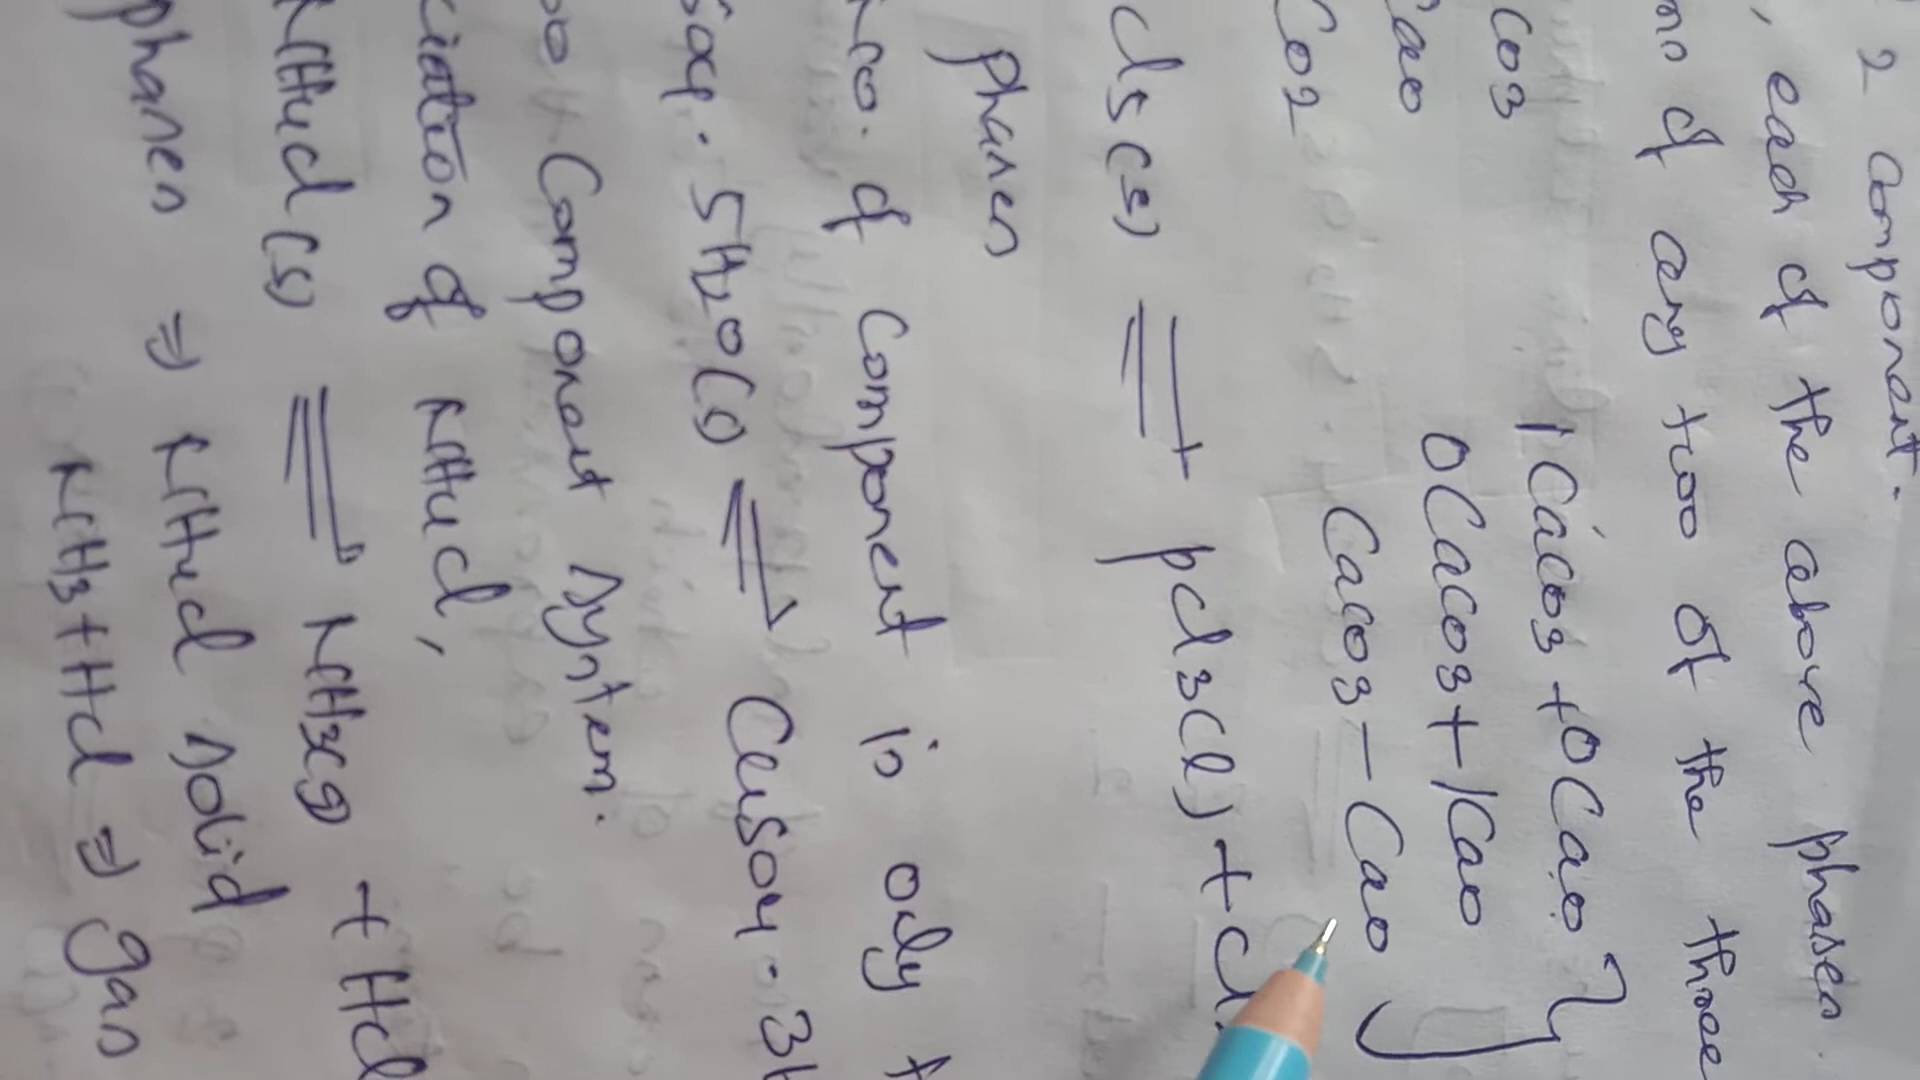 2 component.
, each of the above phases.
of any two of the three
CO3 1CaCO3 + 0CaO }
CaO 0CaCO3 + 1CaO
CO2 CaCO3 - CaO
Cl5(s) ⇌ PCl3(l) + Cl
phases
no. of component is only
SO4 . 5H2O(s) ⇌ CuSO4 . 3H
Component system.
ciation of NH4Cl,
NH4Cl(s) ⇌ NH3(g) + HCl
phases ⇒ NH4Cl solid
NH3 + HCl ⇒ gas